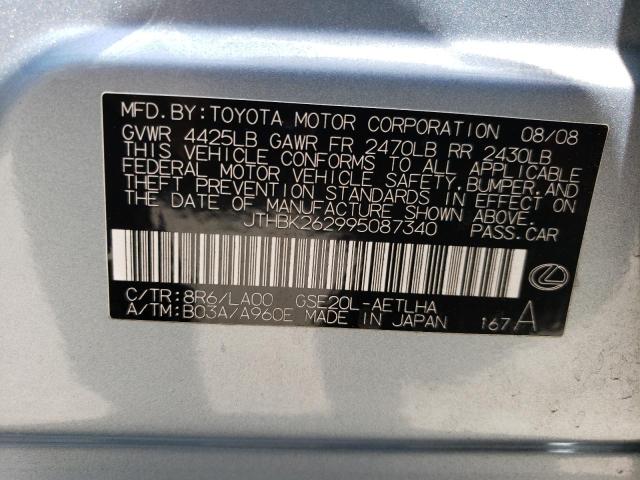 MFD.BY:TOYOTA MOTOR CORPORATION 08/08
GVWR 4425LB GAWR FR 2470LB RR 2430LB
THIS VEHICLE CONFORMS TO ALL APPLICABLE
FEDERAL MOTOR VEHICLE SAFETY,BUMPER,AND
THEFT PREVENTION STANDARDS IN EFFECT ON
THE DATE OF MANUFACTURE SHOWN ABOVE.
JTHBK262995087340 PASS.CAR
C/TR:8R6/LA00 GSE20L-AETLHA
A/TM:B03A/A960E MADE IN JAPAN 167A